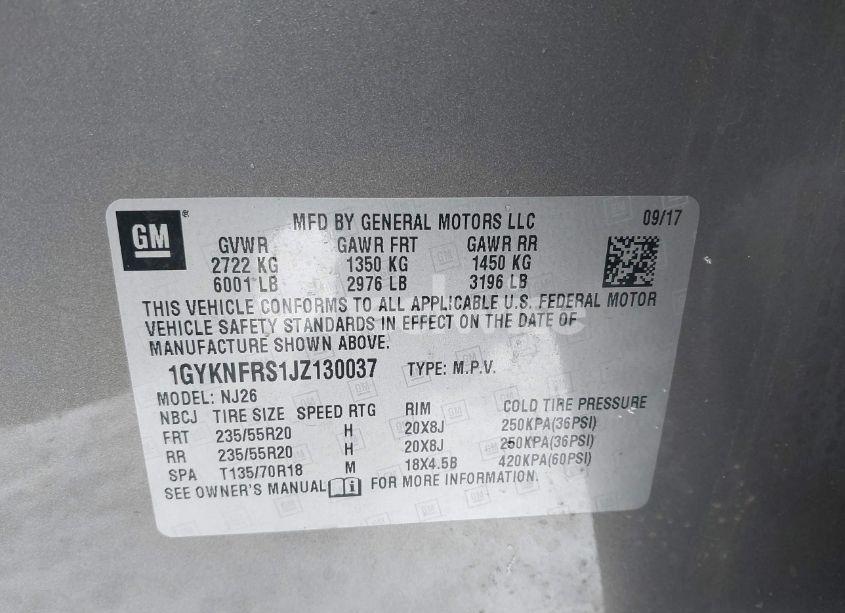 GM ®
MFD BY GENERAL MOTORS LLC 09/17
GVWR GAWR FRT GAWR RR
2722 KG 1350 KG 1450 KG
6001 LB 2976 LB 3196 LB
THIS VEHICLE CONFORMS TO ALL APPLICABLE U.S. FEDERAL MOTOR
VEHICLE SAFETY STANDARDS IN EFFECT ON THE DATE OF
MANUFACTURE SHOWN ABOVE.
1GYKNFRS1JZ130037 TYPE: M.P.V.
MODEL: NJ26
NBCJ TIRE SIZE SPEED RTG RIM COLD TIRE PRESSURE
FRT 235/55R20 H 20X8J 250KPA(36PSI)
RR 235/55R20 H 20X8J 250KPA(36PSI)
SPA T135/70R18 M 18X4.5B 420KPA(60PSI)
SEE OWNER'S MANUAL i FOR MORE INFORMATION.